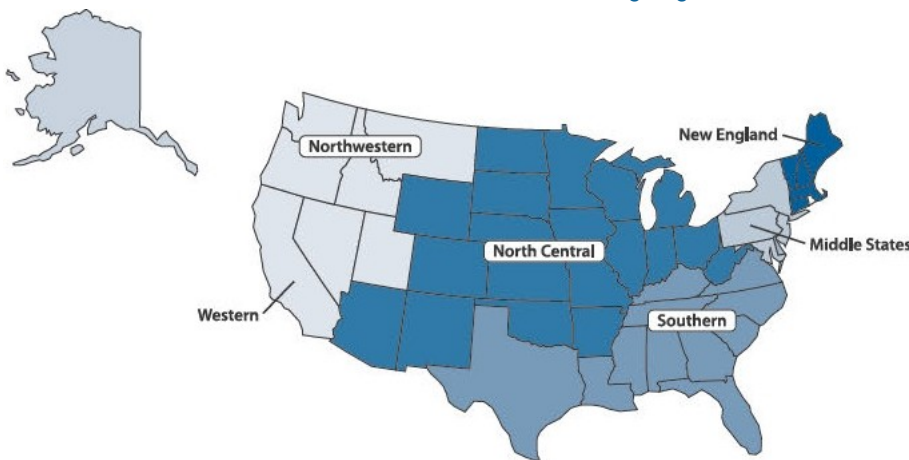 New England
Northwestern
Middle States
North Central
Western
Southern